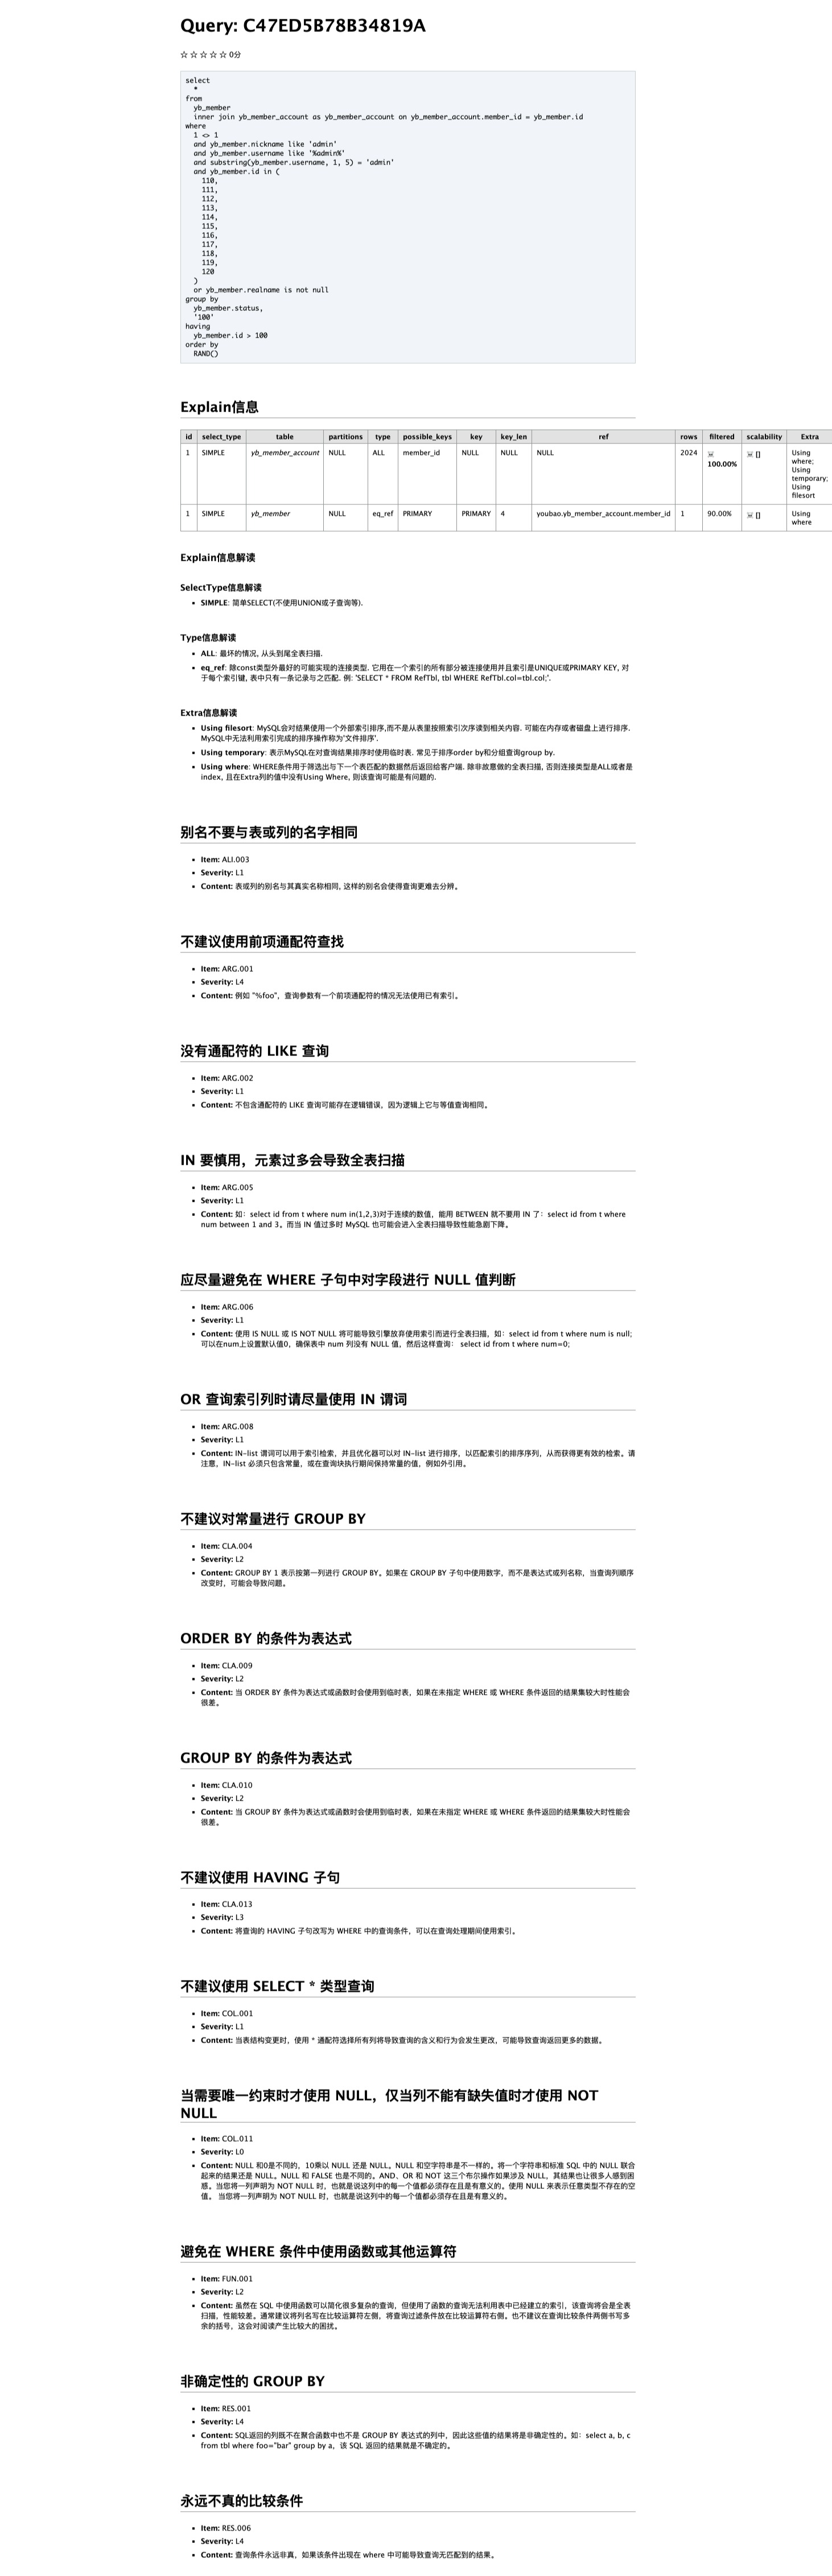 Query: C47ED5B78B34819A
☆ ☆ ☆ ☆ ☆ 0分
select
*
from
yb_member
inner join yb_member_account as yb_member_account on yb_member_account.member_id = yb_member.id
where
1 <> 1
and yb_member.nickname like 'admin'
and yb_member.username like '%admin%'
and substring(yb_member.username, 1, 5) = 'admin'
and yb_member.id in (
110,
111,
112,
113,
114,
115,
116,
117,
118,
119,
120
)
or yb_member.realname is not null
group by
yb_member.status,
'100'
having
yb_member.id > 100
order by
RAND()
Explain信息
id select_type table partitions type possible_keys key key_len ref rows filtered scalability Extra
1 SIMPLE yb_member_account NULL ALL member_id NULL NULL NULL 2024 ☠️ 100.00% ☠️ [] Using where; Using temporary; Using filesort
1 SIMPLE yb_member NULL eq_ref PRIMARY PRIMARY 4 youbao.yb_member_account.member_id 1 90.00% ☠️ [] Using where
Explain信息解读
SelectType信息解读
SIMPLE: 简单SELECT(不使用UNION或子查询等).
Type信息解读
ALL: 最坏的情况, 从头到尾全表扫描.
eq_ref: 除const类型外最好的可能实现的连接类型. 它用在一个索引的所有部分被连接使用并且索引是UNIQUE或PRIMARY KEY, 对
于每个索引键, 表中只有一条记录与之匹配. 例: 'SELECT * FROM RefTbl, tbl WHERE RefTbl.col=tbl.col;'.
Extra信息解读
Using filesort: MySQL会对结果使用一个外部索引排序,而不是从表里按照索引次序读到相关内容. 可能在内存或者磁盘上进行排序.
MySQL中无法利用索引完成的排序操作称为'文件排序'.
Using temporary: 表示MySQL在对查询结果排序时使用临时表. 常见于排序order by和分组查询group by.
Using where: WHERE条件用于筛选出与下一个表匹配的数据然后返回给客户端. 除非故意做的全表扫描, 否则连接类型是ALL或者是
index, 且在Extra列的值中没有Using Where, 则该查询可能是有问题的.
别名不要与表或列的名字相同
Item: ALI.003
Severity: L1
Content: 表或列的别名与其真实名称相同, 这样的别名会使得查询更难去分辨。
不建议使用前项通配符查找
Item: ARG.001
Severity: L4
Content: 例如 "%foo"，查询参数有一个前项通配符的情况无法使用已有索引。
没有通配符的 LIKE 查询
Item: ARG.002
Severity: L1
Content: 不包含通配符的 LIKE 查询可能存在逻辑错误，因为逻辑上它与等值查询相同。
IN 要慎用，元素过多会导致全表扫描
Item: ARG.005
Severity: L1
Content: 如：select id from t where num in(1,2,3)对于连续的数值，能用 BETWEEN 就不要用 IN 了：select id from t where
num between 1 and 3。而当 IN 值过多时 MySQL 也可能会进入全表扫描导致性能急剧下降。
应尽量避免在 WHERE 子句中对字段进行 NULL 值判断
Item: ARG.006
Severity: L1
Content: 使用 IS NULL 或 IS NOT NULL 将可能导致引擎放弃使用索引而进行全表扫描，如：select id from t where num is null;
可以在num上设置默认值0，确保表中 num 列没有 NULL 值，然后这样查询： select id from t where num=0;
OR 查询索引列时请尽量使用 IN 谓词
Item: ARG.008
Severity: L1
Content: IN-list 谓词可以用于索引检索，并且优化器可以对 IN-list 进行排序，以匹配索引的排序序列，从而获得更有效的检索。请
注意，IN-list 必须只包含常量，或在查询块执行期间保持常量的值，例如外引用。
不建议对常量进行 GROUP BY
Item: CLA.004
Severity: L2
Content: GROUP BY 1 表示按第一列进行 GROUP BY。如果在 GROUP BY 子句中使用数字，而不是表达式或列名称，当查询列顺序
改变时，可能会导致问题。
ORDER BY 的条件为表达式
Item: CLA.009
Severity: L2
Content: 当 ORDER BY 条件为表达式或函数时会使用到临时表，如果在未指定 WHERE 或 WHERE 条件返回的结果集较大时性能会
很差。
GROUP BY 的条件为表达式
Item: CLA.010
Severity: L2
Content: 当 GROUP BY 条件为表达式或函数时会使用到临时表，如果在未指定 WHERE 或 WHERE 条件返回的结果集较大时性能会
很差。
不建议使用 HAVING 子句
Item: CLA.013
Severity: L3
Content: 将查询的 HAVING 子句改写为 WHERE 中的查询条件，可以在查询处理期间使用索引。
不建议使用 SELECT * 类型查询
Item: COL.001
Severity: L1
Content: 当表结构变更时，使用 * 通配符选择所有列将导致查询的含义和行为会发生更改，可能导致查询返回更多的数据。
当需要唯一约束时才使用 NULL，仅当列不能有缺失值时才使用 NOT
NULL
Item: COL.011
Severity: L0
Content: NULL 和0是不同的，10乘以 NULL 还是 NULL。NULL 和空字符串是不一样的。将一个字符串和标准 SQL 中的 NULL 联合
起来的结果还是 NULL。NULL 和 FALSE 也是不同的。AND、OR 和 NOT 这三个布尔操作如果涉及 NULL，其结果也让很多人感到困
惑。当您将一列声明为 NOT NULL 时，也就是说这列中的每一个值都必须存在且是有意义的。使用 NULL 来表示任意类型不存在的空
值。 当您将一列声明为 NOT NULL 时，也就是说这列中的每一个值都必须存在且是有意义的。
避免在 WHERE 条件中使用函数或其他运算符
Item: FUN.001
Severity: L2
Content: 虽然在 SQL 中使用函数可以简化很多复杂的查询，但使用了函数的查询无法利用表中已经建立的索引，该查询将会是全表
扫描，性能较差。通常建议将列名写在比较运算符左侧，将查询过滤条件放在比较运算符右侧。也不建议在查询比较条件两侧书写多
余的括号，这会对阅读产生比较大的困扰。
非确定性的 GROUP BY
Item: RES.001
Severity: L4
Content: SQL返回的列既不在聚合函数中也不是 GROUP BY 表达式的列中，因此这些值的结果将是非确定性的。如：select a, b, c
from tbl where foo="bar" group by a，该 SQL 返回的结果就是不确定的。
永远不真的比较条件
Item: RES.006
Severity: L4
Content: 查询条件永远非真，如果该条件出现在 where 中可能导致查询无匹配到的结果。